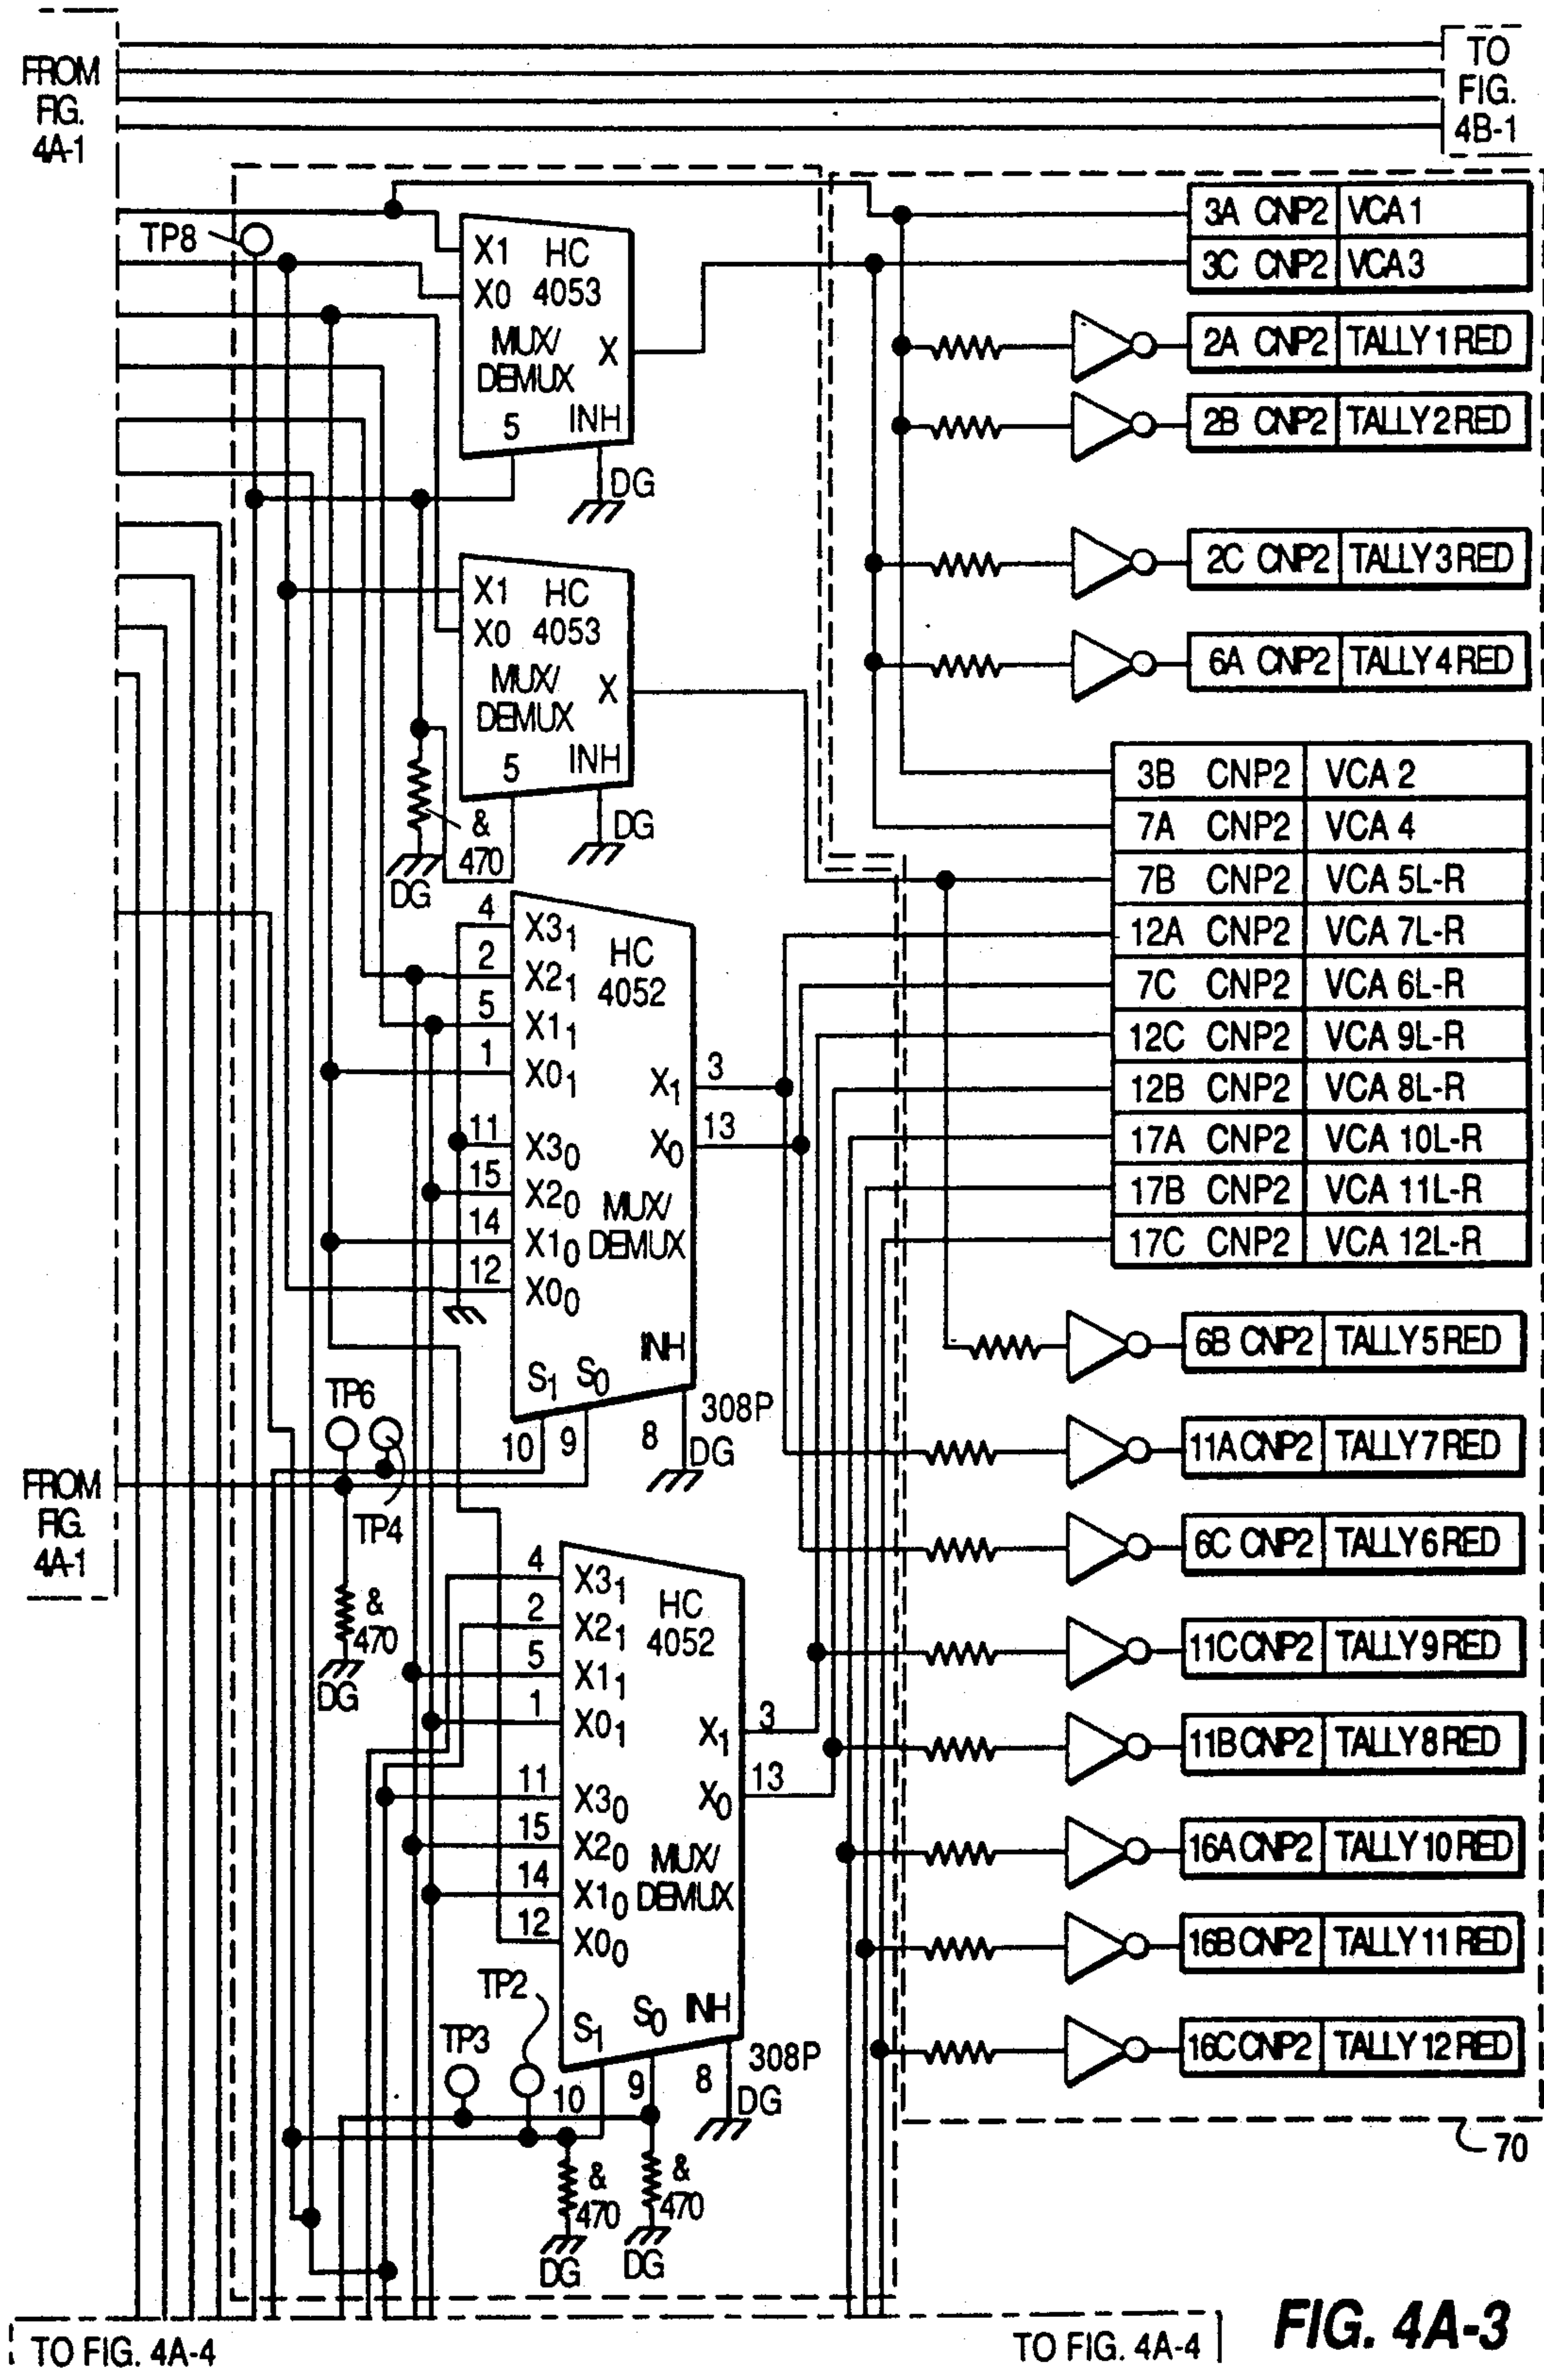 FROM
FIG.
4A-1
TO
FIG.
4B-1
TP8
X1 HC
X0 4053
MUX/
DEMUX
X
5 INH
DG
3A CNP2 VCA 1
3C CNP2 VCA 3
2A CNP2 TALLY 1 RED
2B CNP2 TALLY 2 RED
2C CNP2 TALLY 3 RED
6A CNP2 TALLY 4 RED
X1 HC
X0 4053
MUX/
DEMUX
X
5 INH
DG
&
470
DG
3B CNP2 VCA 2
7A CNP2 VCA 4
7B CNP2 VCA 5L-R
12A CNP2 VCA 7L-R
7C CNP2 VCA 6L-R
12C CNP2 VCA 9L-R
12B CNP2 VCA 8L-R
17A CNP2 VCA 10L-R
17B CNP2 VCA 11L-R
17C CNP2 VCA 12L-R
4 X3₁
HC
4052
2 X2₁
5 X1₁
1 X0₁
X₁ 3
X₀ 13
11 X3₀
15 X2₀
MUX/
DEMUX
14 X1₀
12 X0₀
INH
S₁ S₀
308P
10 9 8
DG
TP6
TP4
FROM
FIG.
4A-1
&
470
DG
6B CNP2 TALLY 5 RED
11A CNP2 TALLY 7 RED
6C CNP2 TALLY 6 RED
11C CNP2 TALLY 9 RED
11B CNP2 TALLY 8 RED
16A CNP2 TALLY 10 RED
16B CNP2 TALLY 11 RED
16C CNP2 TALLY 12 RED
4 X3₁
HC
4052
2 X2₁
5 X1₁
1 X0₁
X₁ 3
X₀ 13
11 X3₀
15 X2₀
MUX/
DEMUX
14 X1₀
12 X0₀
TP2
TP3
S₁ S₀ INH
308P
10 9 8
DG
&
470
DG
&
470
DG
70
TO FIG. 4A-4
TO FIG. 4A-4
FIG. 4A-3